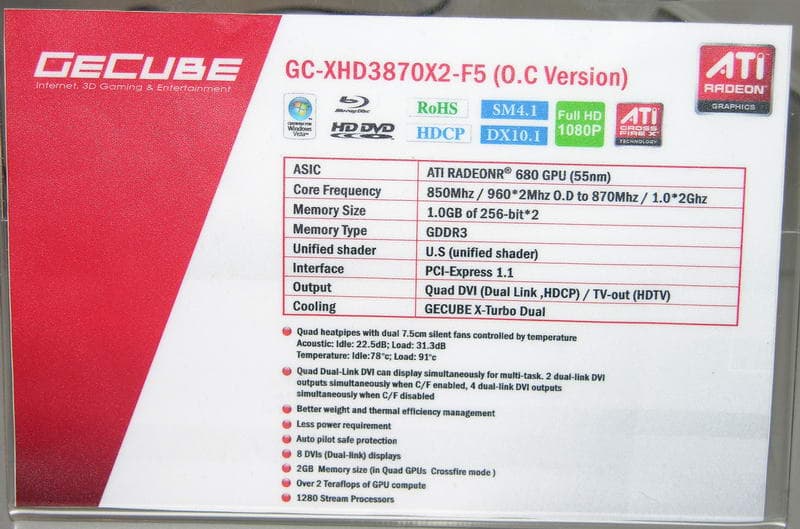 GECUBE
Internet, 3D Gaming & Entertainment
GC-XHD3870X2-F5 (O.C Version)
ATI
RADEON
GRAPHICS
Windows
Vista
Blu-ray Disc
HD DVD
RoHS
HDCP
SM4.1
DX10.1
Full HD
1080P
ATI
CROSS
FIRE X
TECHNOLOGY
ASIC ATI RADEONR® 680 GPU (55nm)
Core Frequency 850Mhz / 960*2Mhz O.D to 870Mhz / 1.0*2Ghz
Memory Size 1.0GB of 256-bit*2
Memory Type GDDR3
Unified shader U.S (unified shader)
Interface PCI-Express 1.1
Output Quad DVI (Dual Link ,HDCP) / TV-out (HDTV)
Cooling GECUBE X-Turbo Dual
Quad heatpipes with dual 7.5cm silent fans controlled by temperature
Acoustic: Idle: 22.5dB; Load: 31.3dB
Temperature: Idle:78°c; Load: 91°c
Quad Dual-Link DVI can display simultaneously for multi-task. 2 dual-link DVI
outputs simultaneously when C/F enabled, 4 dual-link DVI outputs
simultaneously when C/F disabled
Better weight and thermal efficiency management
Less power requirement
Auto pilot safe protection
8 DVIs (Dual-link) displays
2GB Memory size (in Quad GPUs Crossfire mode )
Over 2 Teraflops of GPU compute
1280 Stream Processors